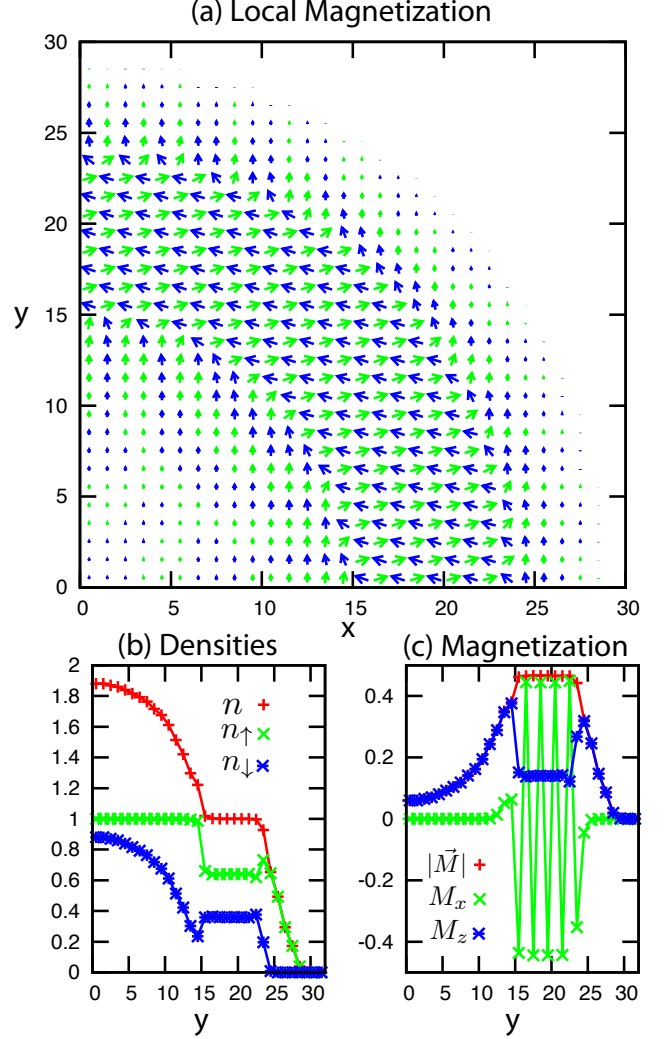 (a) Local Magnetization
30
25
20
15
10
5
0
y
0 5 10 15 20 25 30
x
(b) Densities
2
1.8
1.6
1.4
1.2
1
0.8
0.6
0.4
0.2
0
n
n↑
n↓
0 5 10 15 20 25 30
y
(c) Magnetization
0.4
0.2
0
-0.2
-0.4
|M⃗|
Mₓ
M_z
0 5 10 15 20 25 30
y